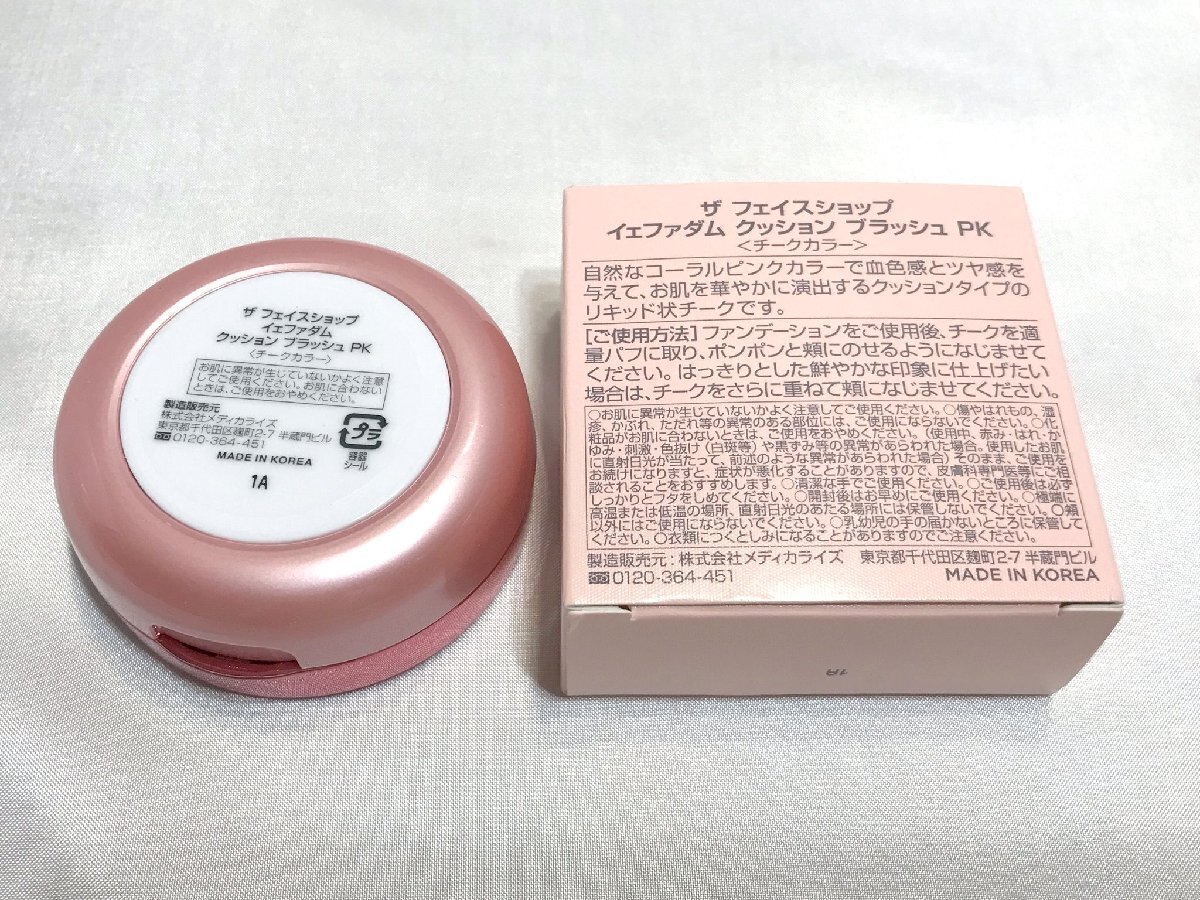 ザ フェイスショップ
イェファダム
クッション ブラッシュ PK
<チークカラー>
お肌に異常が生じていないかよく注意
してご使用ください。お肌に合わない
ときは、ご使用をおやめください。
製造販売元
株式会社メディカライズ
東京都千代田区麹町2-7 半蔵門ビル
0120-364-451
MADE IN KOREA
1A
プラ
容器
シール
ザ フェイスショップ
イェファダム クッション ブラッシュ PK
<チークカラー>
自然なコーラルピンクカラーで血色感とツヤ感を
与えて、お肌を華やかに演出するクッションタイプの
リキッド状チークです。
[ご使用方法]ファンデーションをご使用後、チークを適
量パフに取り、ポンポンと頬にのせるようになじませて
ください。はっきりとした鮮やかな印象に仕上げたい
場合は、チークをさらに重ねて頬になじませてください。
○お肌に異常が生じていないかよく注意してご使用ください。○傷やはれもの、湿
疹、かぶれ、ただれ等の異常のある部位には、ご使用にならないでください。○化
粧品がお肌に合わないときは、ご使用をおやめください。(使用中、赤み・はれ・か
ゆみ・刺激・色抜け(白斑等)や黒ずみ等の異常があらわれた場合。使用したお肌
に直射日光が当たって、前述のような異常があらわれた場合)そのまま、ご使用を
お続けになりますと、症状が悪化することがありますので、皮膚科専門医等にご相
談されることをおすすめします。○清潔な手でご使用ください。○ご使用後は必ず
しっかりとフタをしめてください。○開封後はお早めにご使用ください。○極端に
高温または低温の場所、直射日光のあたる場所には保管しないでください。○頬
以外にはご使用にならないでください。○乳幼児の手の届かないところに保管して
ください。○衣類につくとしみになることがありますのでご注意ください。
製造販売元:株式会社メディカライズ 東京都千代田区麹町2-7 半蔵門ビル
0120-364-451 MADE IN KOREA
1A